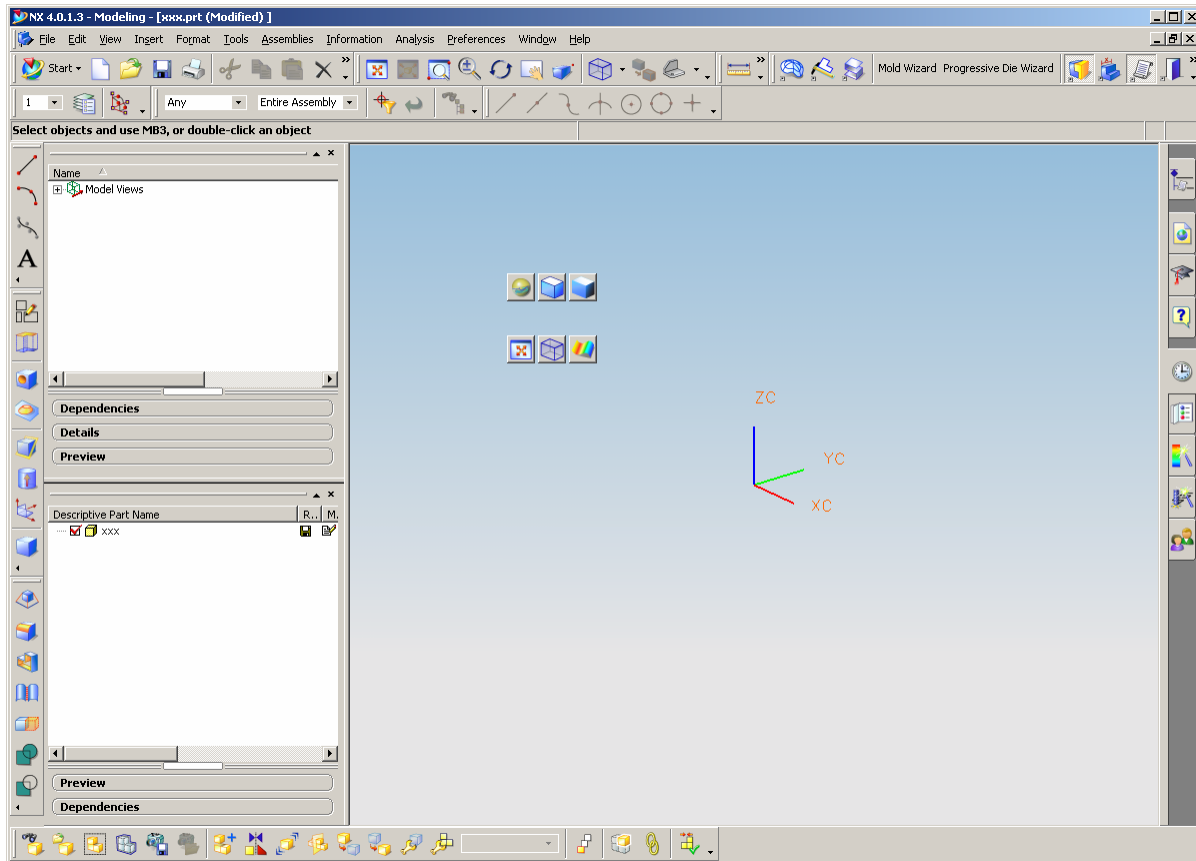 NX 4.0.1.3 - Modeling - [xxx.prt (Modified) ]
File Edit View Insert Format Tools Assemblies Information Analysis Preferences Window Help
Start Mold Wizard Progressive Die Wizard
1 Any Entire Assembly
Select objects and use MB3, or double-click an object
Name
Model Views
Dependencies
Details
Preview
Descriptive Part Name R.. M.
xxx
Preview
Dependencies
A
ZC
YC
XC